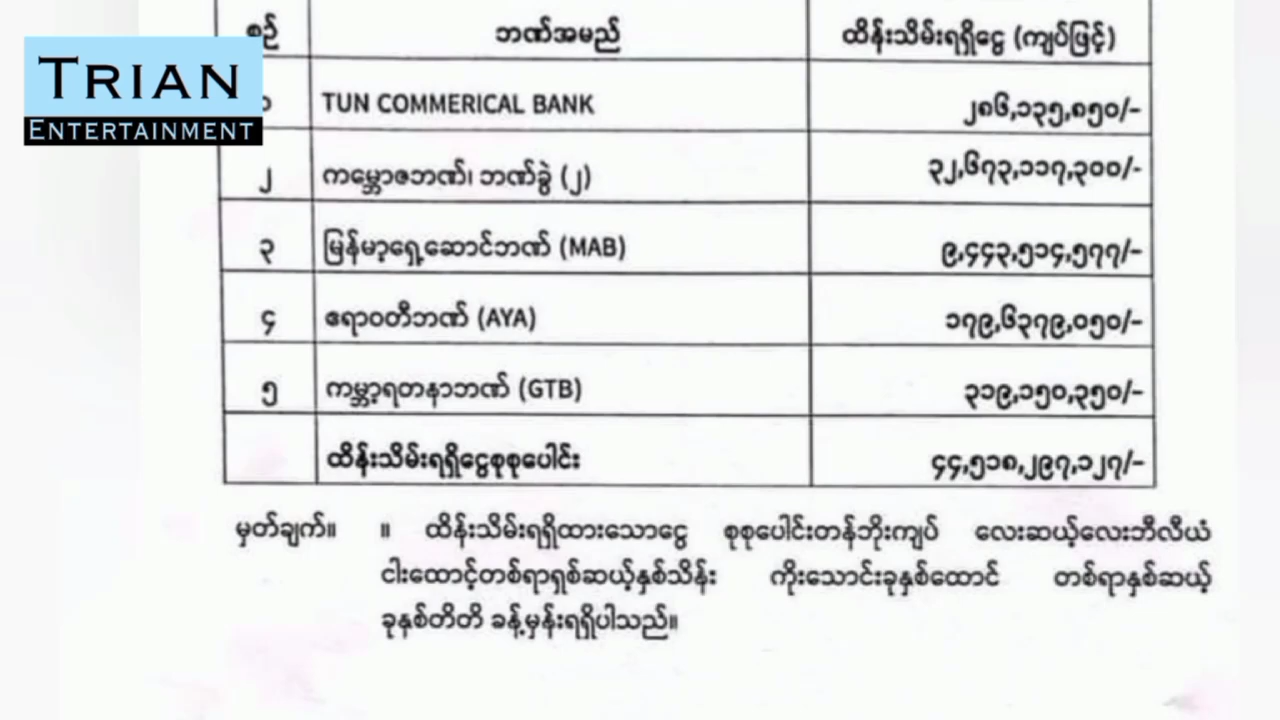 TRIAN
ENTERTAINMENT
စဉ် ဘဏ်အမည် ထိန်းသိမ်းရရှိငွေ (ကျပ်ဖြင့်)
၁ TUN COMMERICAL BANK ၂၈၆,၁၃၅,၈၅၀/-
၂ ကမ္ဘောဇဘဏ်၊ ဘဏ်ခွဲ (၂) ၃၂,၆၇၃,၁၁၇,၃၀၀/-
၃ မြန်မာ့ရှေ့ဆောင်ဘဏ် (MAB) ၉,၄၄၃,၅၁၄,၅၇၇/-
၄ ဧရာဝတီဘဏ် (AYA) ၁၇၉,၆၃၇၉,၀၅၀/-
၅ ကမ္ဘာ့ရတနာဘဏ် (GTB) ၃၁၉,၁၅၀,၃၅၀/-
ထိန်းသိမ်းရရှိငွေစုစုပေါင်း ၄၄,၅၁၈,၂၉၇,၁၂၇/-
မှတ်ချက်။ ။ ထိန်းသိမ်းရရှိထားသောငွေ စုစုပေါင်းတန်ဘိုးကျပ် လေးဆယ့်လေးဘီလီယံ
ငါးထောင့်တစ်ရာရှစ်ဆယ့်နှစ်သိန်း ကိုးသောင်းခုနှစ်ထောင် တစ်ရာနှစ်ဆယ့်
ခုနစ်တိတိ ခန့်မှန်းရရှိပါသည်။